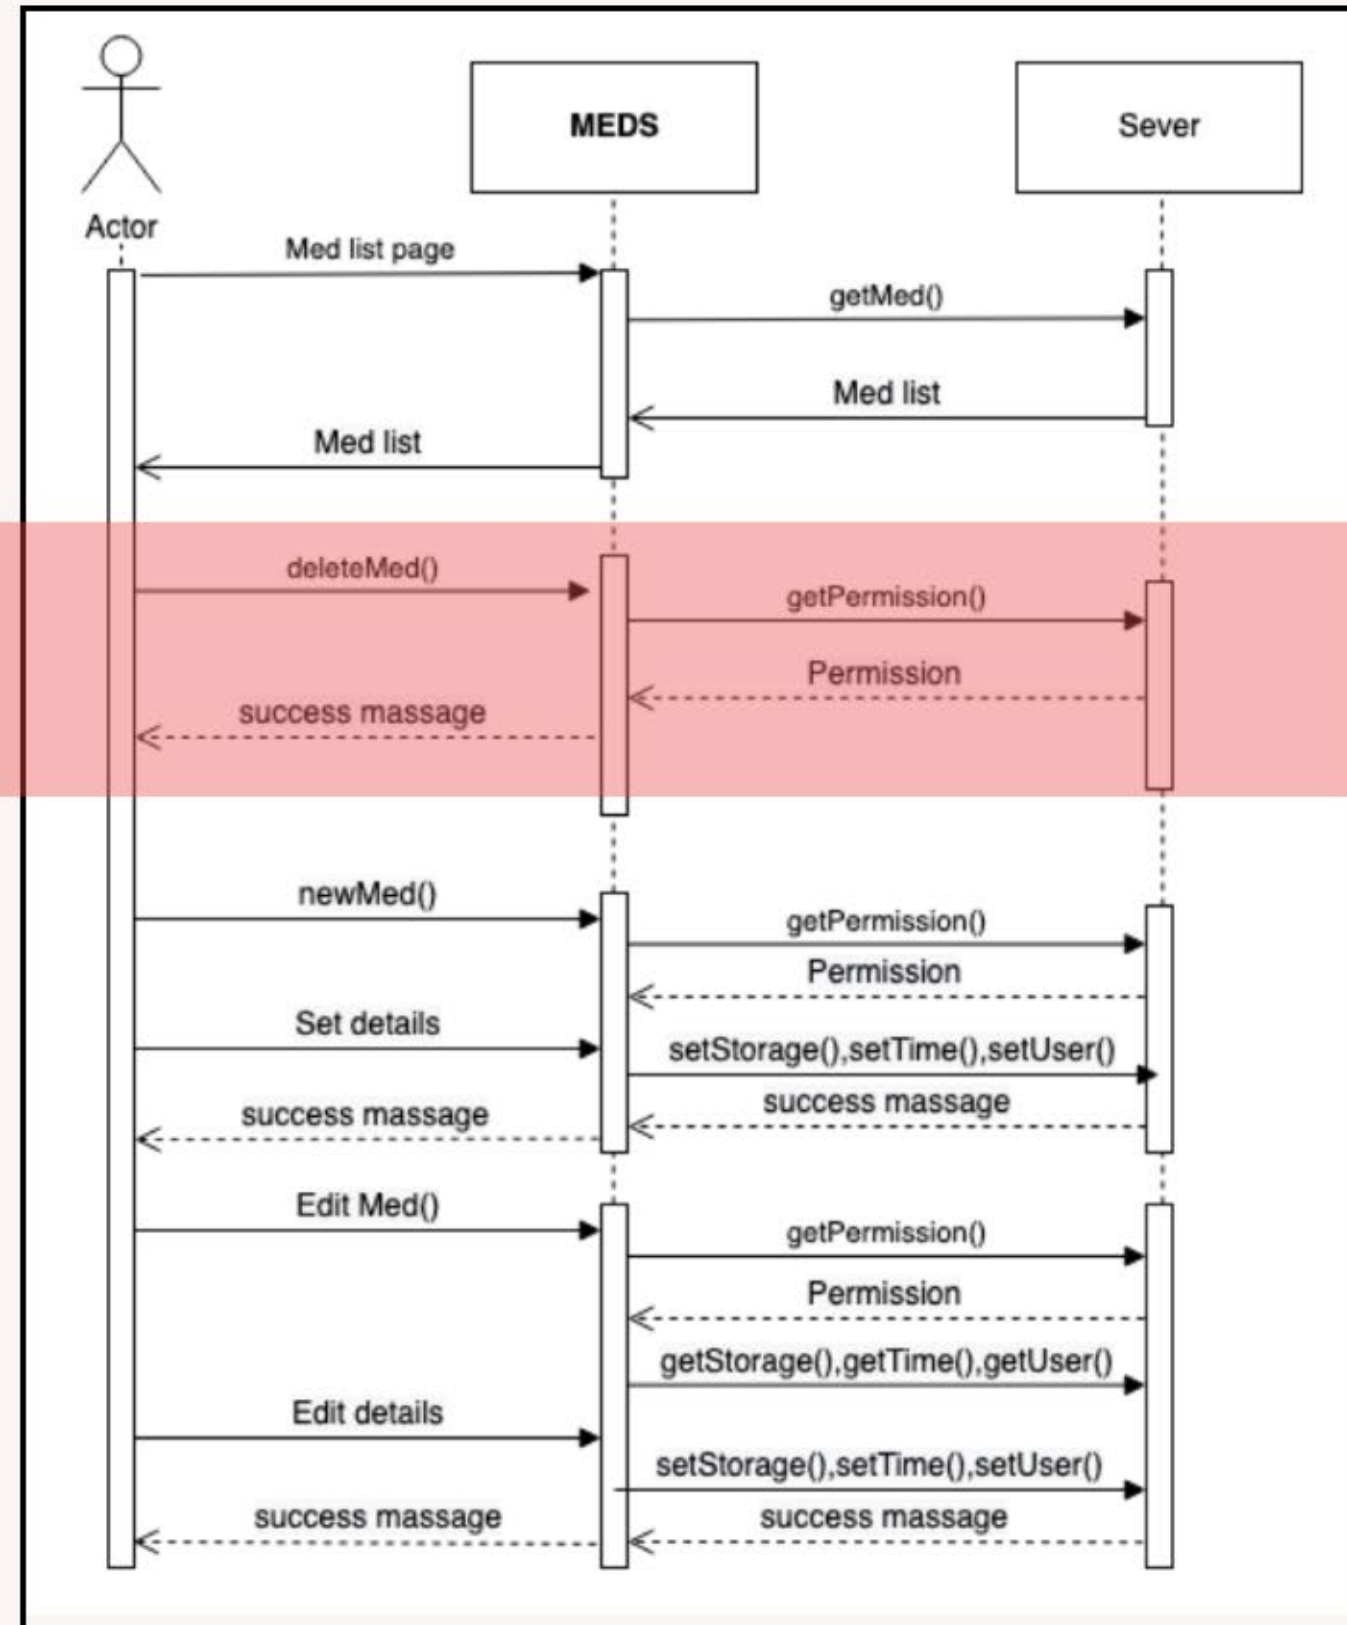 MEDS
Sever
Actor
Med list page
getMed()
Med list
Med list
deleteMed()
getPermission()
Permission
success massage
newMed()
getPermission()
Permission
Set details
setStorage(),setTime(),setUser()
success massage
success massage
Edit Med()
getPermission()
Permission
getStorage(),getTime(),getUser()
Edit details
setStorage(),setTime(),setUser()
success massage
success massage